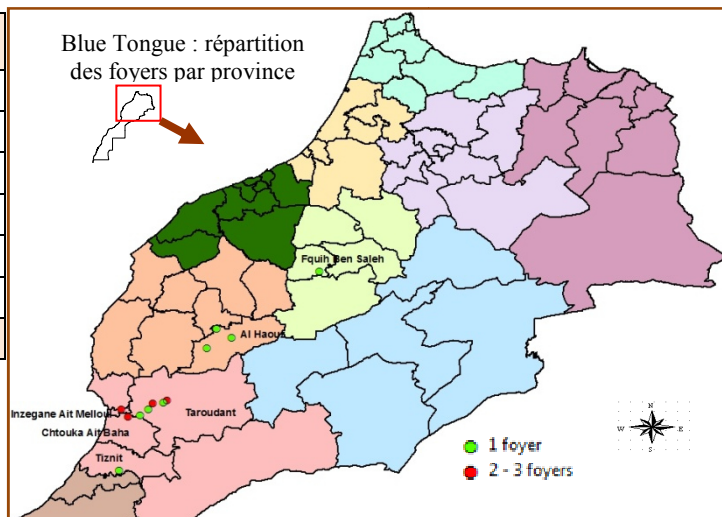 Blue Tongue : répartition
des foyers par province
Fquih Ben Saleh
Al Haouz
Inzegane Ait Melloul
Taroudant
Chtouka Ait Baha
Tiznit
N
W
E
S
1 foyer
2 - 3 foyers